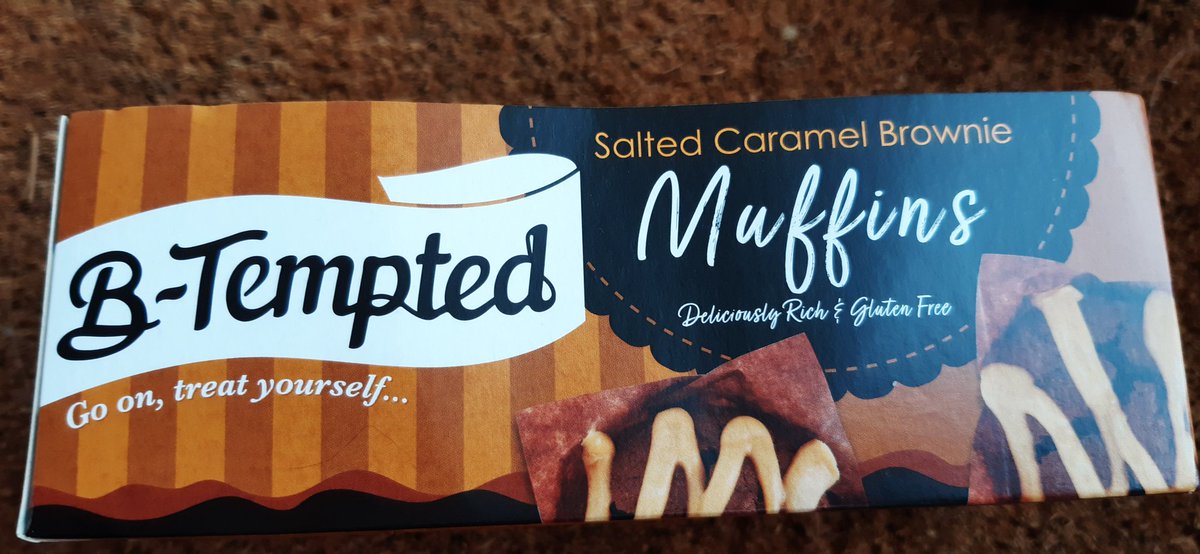 B-Tempted
Go on, treat yourself...
Salted Caramel Brownie
Muffins
Deliciously Rich & Gluten Free